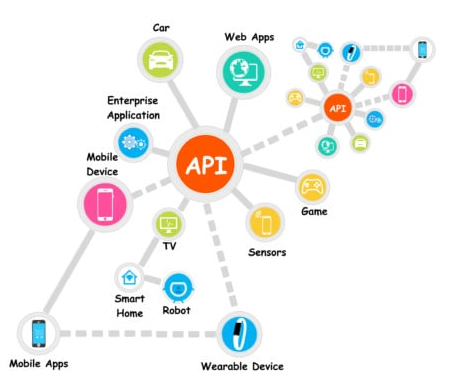 Car
Web Apps
Enterprise
Application
API
Mobile
Device
API
Game
TV
Sensors
Smart
Home
Robot
Mobile Apps
Wearable Device